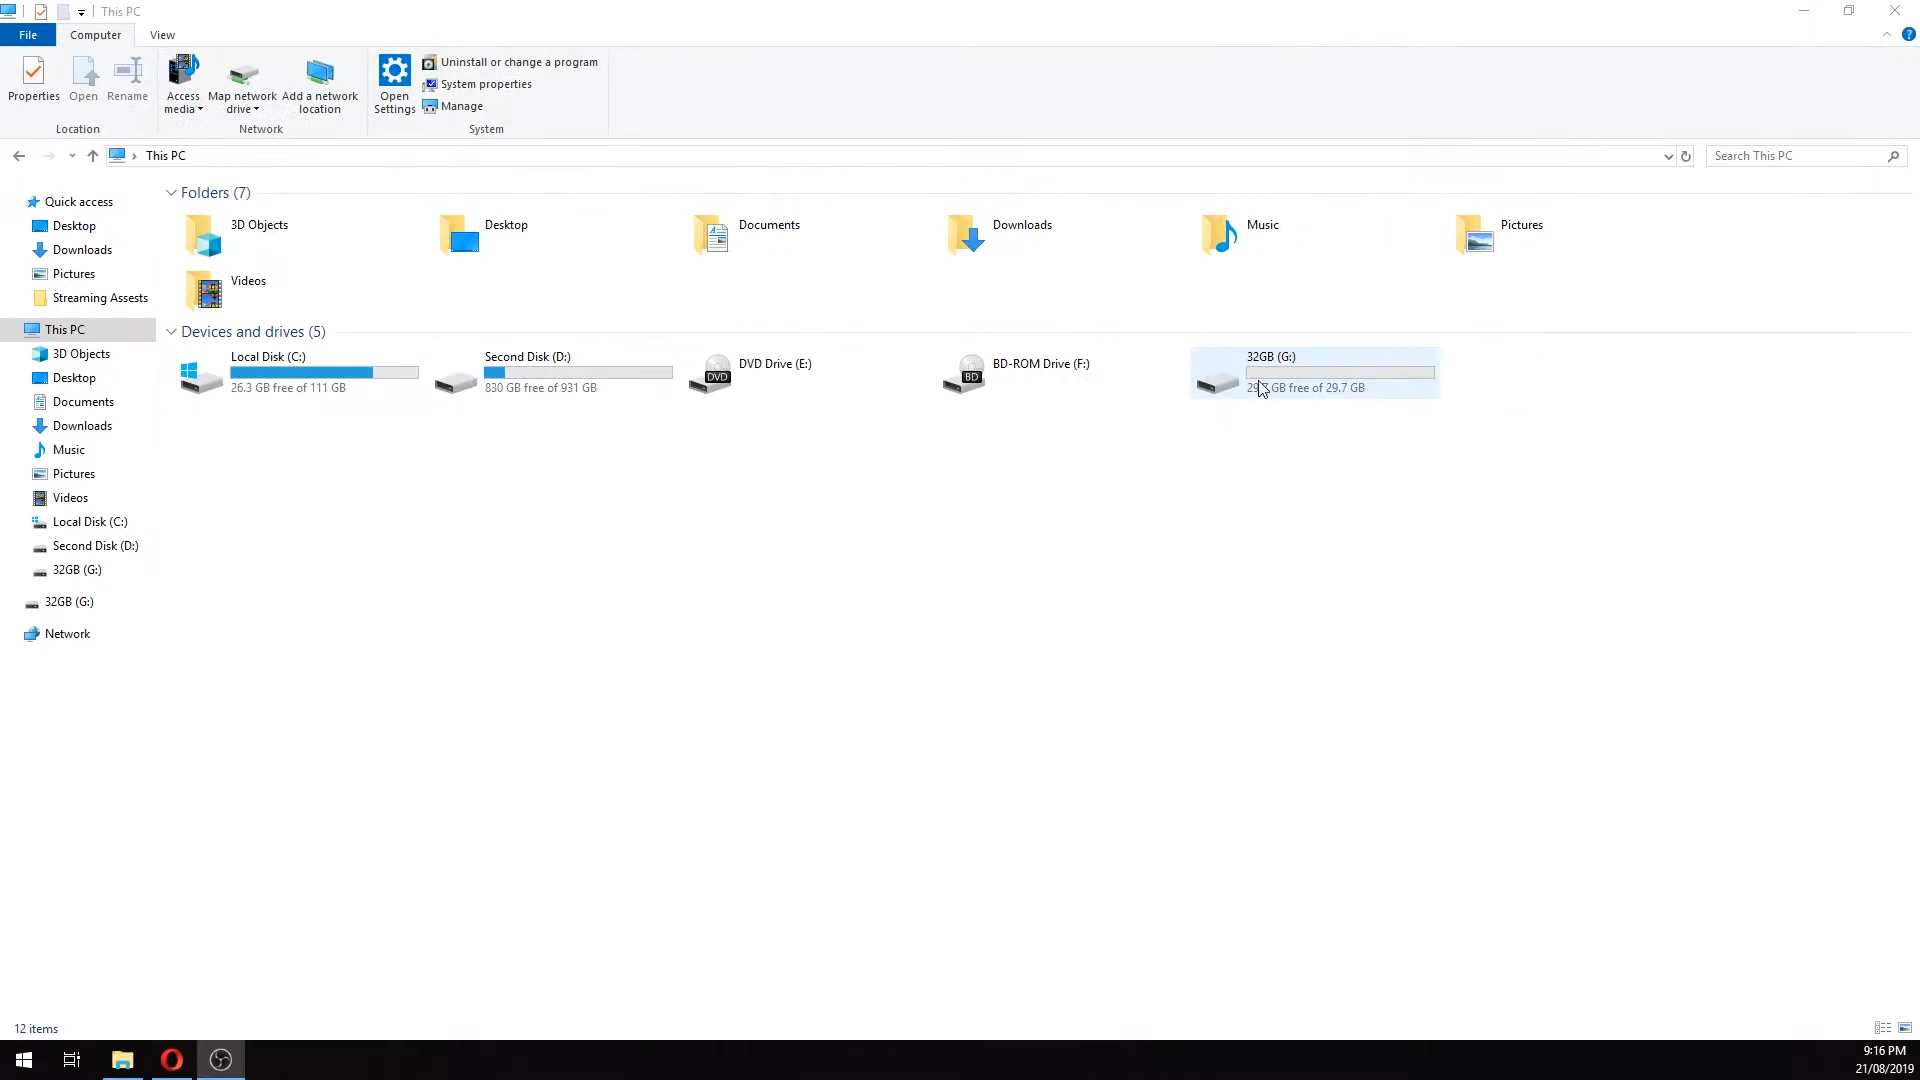 This PC
File Computer View
Properties Open Rename Access media Map network drive Add a network location Open Settings
Uninstall or change a program
System properties
Manage
Location Network System
This PC
Search This PC
Quick access
Desktop
Downloads
Pictures
Streaming Assests
This PC
3D Objects
Desktop
Documents
Downloads
Music
Pictures
Videos
Local Disk (C:)
Second Disk (D:)
32GB (G:)
32GB (G:)
Network
Folders (7)
3D Objects Desktop Documents Downloads Music Pictures
Videos
Devices and drives (5)
Local Disk (C:)
26.3 GB free of 111 GB
Second Disk (D:)
830 GB free of 931 GB
DVD
DVD Drive (E:)
BD
BD-ROM Drive (F:)
32GB (G:)
GB free of 29.7 GB
12 items
9:16 PM
21/08/2019